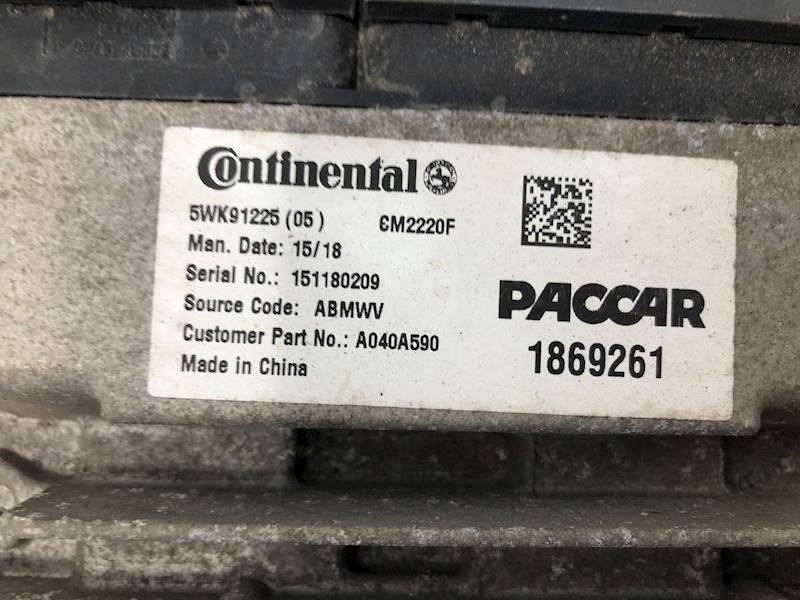 Continental
5WK91225 (05) CM2220F
Man. Date: 15/18
Serial No.: 151180209
Source Code: ABMWV
Customer Part No.: A040A590
Made in China
PACCAR
1869261